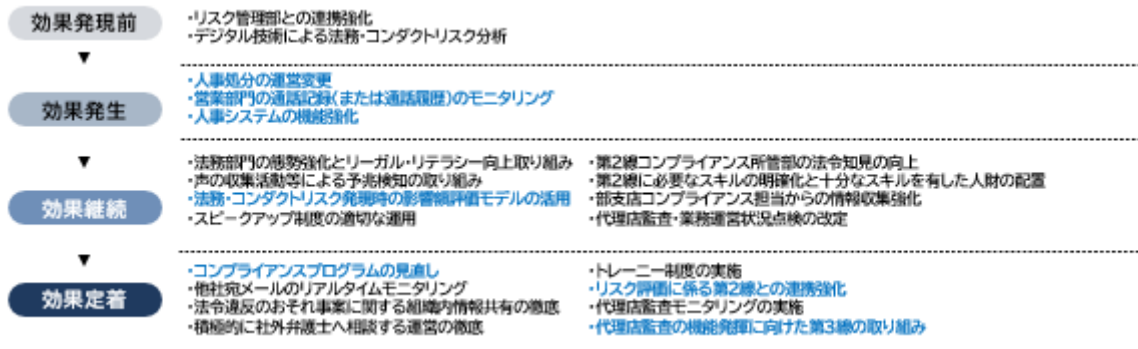 効果発現前
・リスク管理部との連携強化
・デジタル技術による法務・コンダクトリスク分析
▼
効果発生
・人事処分の運営変更
・営業部門の通話記録(または通話履歴)のモニタリング
・人事システムの機能強化
▼
効果継続
・法務部門の態勢強化とリーガル・リテラシー向上取り組み
・声の収集活動等による予兆検知の取り組み
・法務・コンダクトリスク発現時の影響額評価モデルの活用
・スピークアップ制度の適切な運用
・第2線コンプライアンス所管部の法令知見の向上
・第2線に必要なスキルの明確化と十分なスキルを有した人財の配置
・部支店コンプライアンス担当からの情報収集強化
・代理店監査・業務運営状況点検の改定
▼
効果定着
・コンプライアンスプログラムの見直し
・他社宛メールのリアルタイムモニタリング
・法令違反のおそれ事案に関する組織内情報共有の徹底
・積極的に社外弁護士へ相談する運営の徹底
・トレーニー制度の実施
・リスク評価に係る第2線との連携強化
・代理店監査モニタリングの実施
・代理店監査の機能発揮に向けた第3線の取り組み